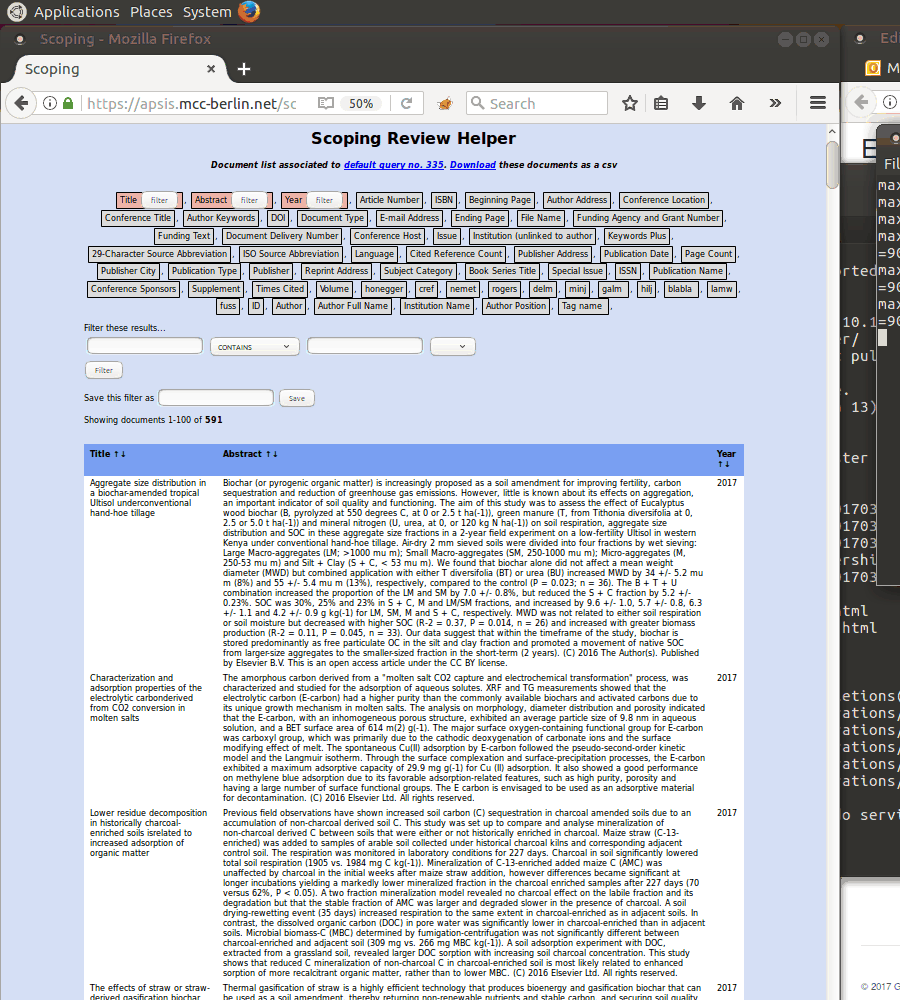 Applications Places System
Scoping - Mozilla Firefox
Edi
Scoping
M
https://apsis.mcc-berlin.net/sc 50% Search
Scoping Review Helper
Document list associated to default query no. 335. Download these documents as a csv
Title filter , Abstract filter , Year filter , Article Number , ISBN , Beginning Page , Author Address , Conference Location ,
Conference Title , Author Keywords , DOI , Document Type , E-mail Address , Ending Page , File Name , Funding Agency and Grant Number ,
Funding Text , Document Delivery Number , Conference Host , Issue , Institution (unlinked to author , Keywords Plus ,
29-Character Source Abbreviation , ISO Source Abbreviation , Language , Cited Reference Count , Publisher Address , Publication Date , Page Count ,
Publisher City , Publication Type , Publisher , Reprint Address , Subject Category , Book Series Title , Special Issue , ISSN , Publication Name ,
Conference Sponsors , Supplement , Times Cited , Volume , honegger , cref , nemet , rogers , delm , minj , galm , hilj , blabla , lamw ,
fuss , ID , Author , Author Full Name , Institution Name , Author Position , Tag name ,
Filter these results...
CONTAINS
Filter
Save this filter as Save
Showing documents 1-100 of 591
Title ↑↓ Abstract ↑↓ Year ↑↓
Aggregate size distribution in
a biochar-amended tropical
Ultisol underconventional
hand-hoe tillage
Biochar (or pyrogenic organic matter) is increasingly proposed as a soil amendment for improving fertility, carbon
sequestration and reduction of greenhouse gas emissions. However, little is known about its effects on aggregation,
an important indicator of soil quality and functioning. The aim of this study was to assess the effect of Eucalyptus
wood biochar (B, pyrolyzed at 550 degrees C, at 0 or 2.5 t ha(-1)), green manure (T, from Tithonia diversifolia at 0,
2.5 or 5.0 t ha(-1)) and mineral nitrogen (U, urea, at 0, or 120 kg N ha(-1)) on soil respiration, aggregate size
distribution and SOC in these aggregate size fractions in a 2-year field experiment on a low-fertility Ultisol in western
Kenya under conventional hand-hoe tillage. Air-dry 2 mm sieved soils were divided into four fractions by wet sieving:
Large Macro-aggregates (LM; >1000 mu m); Small Macro-aggregates (SM, 250-1000 mu m); Micro-aggregates (M,
250-53 mu m) and Silt + Clay (S + C, < 53 mu m). We found that biochar alone did not affect a mean weight
diameter (MWD) but combined application with either T diversifolia (BT) or urea (BU) increased MWD by 34 +/- 5.2 mu
m (8%) and 55 +/- 5.4 mu m (13%), respectively, compared to the control (P = 0.023; n = 36). The B + T + U
combination increased the proportion of the LM and SM by 7.0 +/- 0.8%, but reduced the S + C fraction by 5.2 +/-
0.23%. SOC was 30%, 25% and 23% in S + C, M and LM/SM fractions, and increased by 9.6 +/- 1.0, 5.7 +/- 0.8, 6.3
+/- 1.1 and 4.2 +/- 0.9 g kg(-1) for LM, SM, M and S + C, respectively. MWD was not related to either soil respiration
or soil moisture but decreased with higher SOC (R-2 = 0.37, P = 0.014, n = 26) and increased with greater biomass
production (R-2 = 0.11, P = 0.045, n = 33). Our data suggest that within the timeframe of the study, biochar is
stored predominantly as free particulate OC in the silt and clay fraction and promoted a movement of native SOC
from larger-size aggregates to the smaller-sized fraction in the short-term (2 years). (C) 2016 The Author(s). Published
by Elsevier B.V. This is an open access article under the CC BY license.
2017
Characterization and
adsorption properties of the
electrolytic carbonderived
from CO2 conversion in
molten salts
The amorphous carbon derived from a "molten salt CO2 capture and electrochemical transformation" process, was
characterized and studied for the adsorption of aqueous solutes. XRF and TG measurements showed that the
electrolytic carbon (E-carbon) had a higher purity than the commonly available biochars and activated carbons due to
its unique growth mechanism in molten salts. The analysis on morphology, diameter distribution and porosity indicated
that the E-carbon, with an inhomogeneous porous structure, exhibited an average particle size of 9.8 nm in aqueous
solution, and a BET surface area of 614 m(2) g(-1). The major surface oxygen-containing functional group for E-carbon
was carboxyl group, which was primarily due to the cathodic deoxygenation of carbonate ions and the surface
modifying effect of melt. The spontaneous Cu(II) adsorption by E-carbon followed the pseudo-second-order kinetic
model and the Langmuir isotherm. Through the surface complexation and surface-precipitation processes, the E-carbon
exhibited a maximum adsorptive capacity of 29.9 mg g(-1) for Cu (II) adsorption. It also showed a good performance
on methylene blue adsorption due to its favorable adsorption-related features, such as high purity, porosity and
having a large number of surface functional groups. The E carbon is envisaged to be used as an adsorptive material
for decontamination. (C) 2016 Elsevier Ltd. All rights reserved.
2017
Lower residue decomposition
in historically charcoal-
enriched soils isrelated to
increased adsorption of
organic matter
Previous field observations have shown increased soil carbon (C) sequestration in charcoal amended soils due to an
accumulation of non-charcoal derived soil C. This study was set up to compare and analyse mineralization of
non-charcoal derived C between soils that were either or not historically enriched in charcoal. Maize straw (C-13-
enriched) was added to samples of arable soil collected under historical charcoal kilns and corresponding adjacent
control soil. The respiration was monitored in laboratory conditions for 227 days. Charcoal in soil significantly lowered
total soil respiration (1905 vs. 1984 mg C kg(-1)). Mineralization of C-13-enriched added maize C (AMC) was
unaffected by charcoal in the initial weeks after maize straw addition, however differences became significant at
longer incubations yielding a markedly lower mineralized fraction in the charcoal enriched samples after 227 days (70
versus 62%, P < 0.05). A two fraction mineralization model revealed no charcoal effect on the labile fraction and its
degradation but that the stable fraction of AMC was larger and degraded slower in the presence of charcoal. A soil
drying-rewetting event (35 days) increased respiration to the same extent in charcoal-enriched as in adjacent soils. In
contrast, the dissolved organic carbon (DOC) in pore water was significantly lower in charcoal-enriched than in adjacent
soils. Microbial biomass-C (MBC) determined by fumigation-centrifugation was not significantly different between
charcoal-enriched and adjacent soil (309 mg vs. 266 mg MBC kg(-1)). A soil adsorption experiment with DOC,
extracted from a grassland soil, revealed larger DOC sorption with increasing soil charcoal concentration. This study
shows that reduced C mineralization of non-charcoal C in charcoal-enriched soil is most likely related to enhanced
sorption of more recalcitrant organic matter, rather than to lower MBC. (C) 2016 Elsevier Ltd. All rights reserved.
2017
The effects of straw or straw-
derived gasification biochar
Thermal gasification of straw is a highly efficient technology that produces bioenergy and gasification biochar that can
be used as a soil amendment, thereby returning non-renewable nutrients and stable carbon, and securing soil quality
2017
Fil
max
max
max
max
=90
max
=90
max
=90
orted
10.1
er/
pul
13)
ter
01703
01703
01703
ership
01703
html
html
letions(
ations/
ations/
ations/
ations/
ations/
do servi
© 2017 G